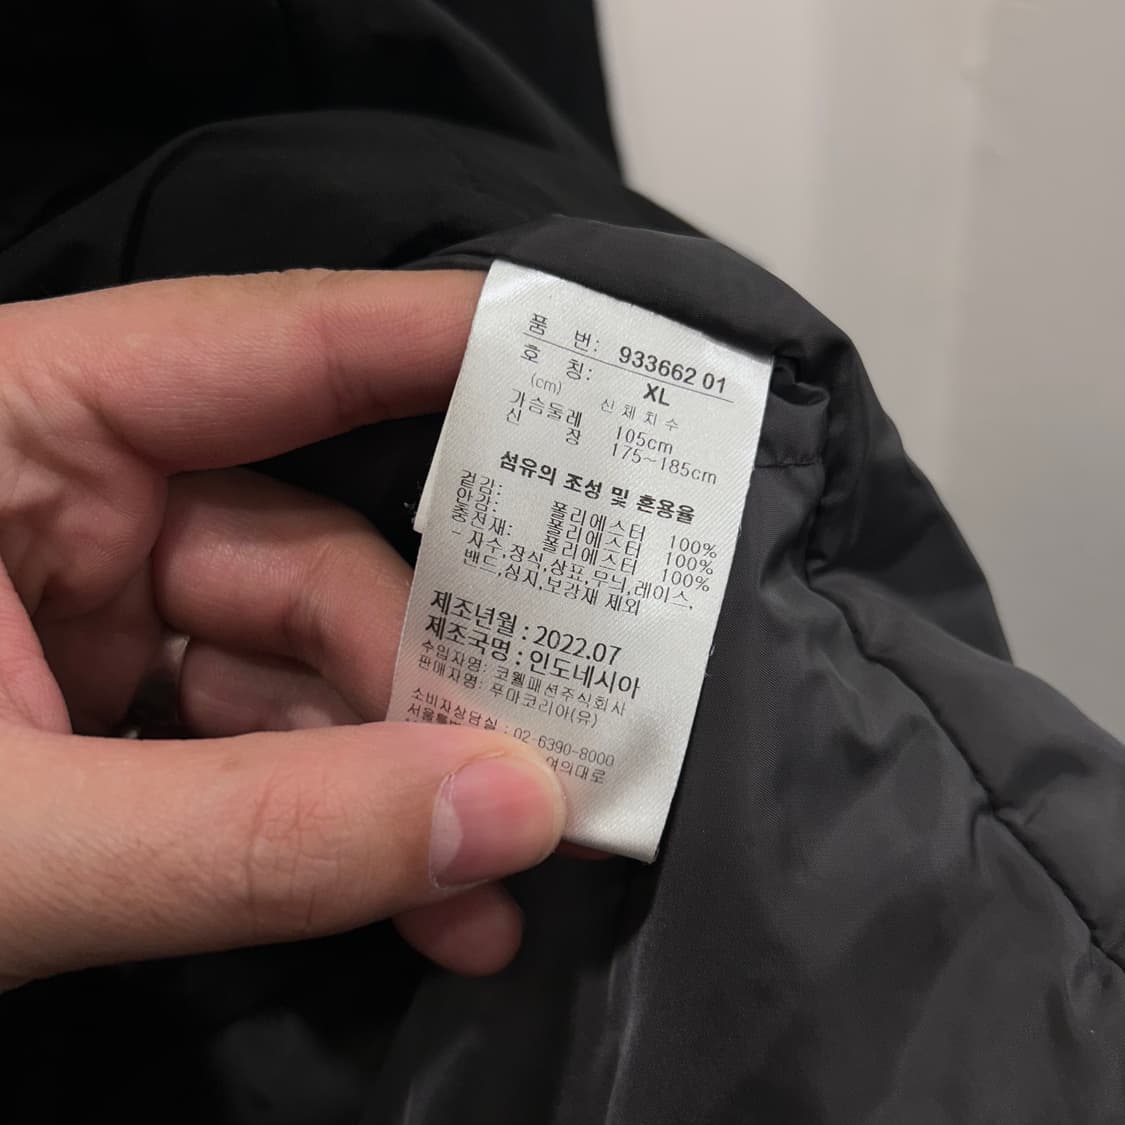 품 번: 933662 01
호 칭: XL
(cm) 신체치수
가슴둘레 105cm
신 장 175~185cm
섬유의 조성 및 혼용율
겉감: 폴리에스터 100%
안감: 폴리에스터 100%
충전재: 폴리에스터 100%
- 자수,장식,상표,무늬,레이스,
밴드,심지,보강재 제외
제조년월 : 2022.07
제조국명 : 인도네시아
수입자명: 코웰패션주식회사
판매자명: 푸마코리아(유)
소비자상담실 : 02-6390-8000
여의대로